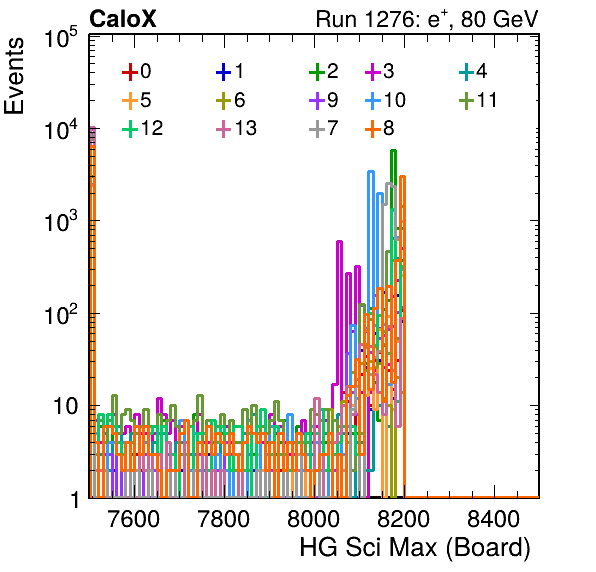 CaloX Run 1276: e⁺, 80 GeV
Events
10⁵
0 1 2 3 4
5 6 9 10 11
10⁴
12 13 7 8
10³
10²
10
1
7600 7800 8000 8200 8400
HG Sci Max (Board)